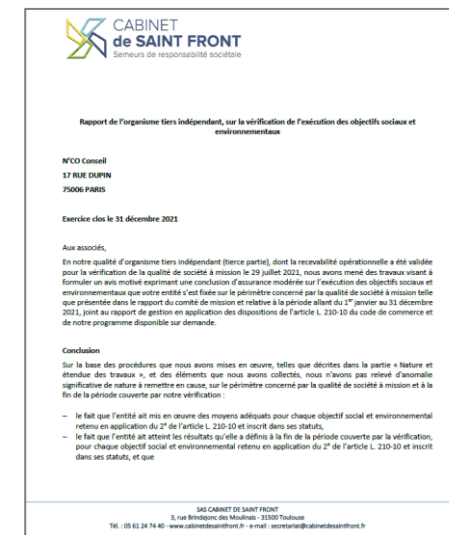 CABINET
de SAINT FRONT
Semeurs de responsabilité sociétale
Rapport de l'organisme tiers indépendant, sur la vérification de l'exécution des objectifs sociaux et
environnementaux
N'CO Conseil
17 RUE DUPIN
75006 PARIS
Exercice clos le 31 décembre 2021
Aux associés,
En notre qualité d'organisme tiers indépendant (tierce partie), dont la recevabilité opérationnelle a été validée
pour la vérification de la qualité de société à mission le 29 juillet 2021, nous avons mené des travaux visant à
formuler un avis motivé exprimant une conclusion d'assurance modérée sur l'exécution des objectifs sociaux et
environnementaux que votre entité s'est fixée sur le périmètre concerné par la qualité de société à mission telle
que présentée dans le rapport du comité de mission et relative à la période allant du 1er janvier au 31 décembre
2021, joint au rapport de gestion en application des dispositions de l'article L. 210-10 du code de commerce et
de notre programme disponible sur demande.
Conclusion
Sur la base des procédures que nous avons mises en œuvre, telles que décrites dans la partie « Nature et
étendue des travaux », et des éléments que nous avons collectés, nous n'avons pas relevé d'anomalie
significative de nature à remettre en cause, sur le périmètre concerné par la qualité de société à mission et à la
fin de la période couverte par notre vérification :
– le fait que l'entité ait mis en œuvre des moyens adéquats pour chaque objectif social et environnemental
retenu en application du 2° de l'article L. 210-10 et inscrit dans ses statuts,
– le fait que l'entité ait atteint les résultats qu'elle a définis à la fin de la période couverte par la vérification,
pour chaque objectif social et environnemental retenu en application du 2° de l'article L. 210-10 et inscrit
dans ses statuts, et que
SAS CABINET DE SAINT FRONT
3, rue Brindejonc des Moulinais - 31500 Toulouse
Tél. : 05 61 24 74 40 - www.cabinetdesaintfront.fr - e-mail : secretariat@cabinetdesaintfront.fr